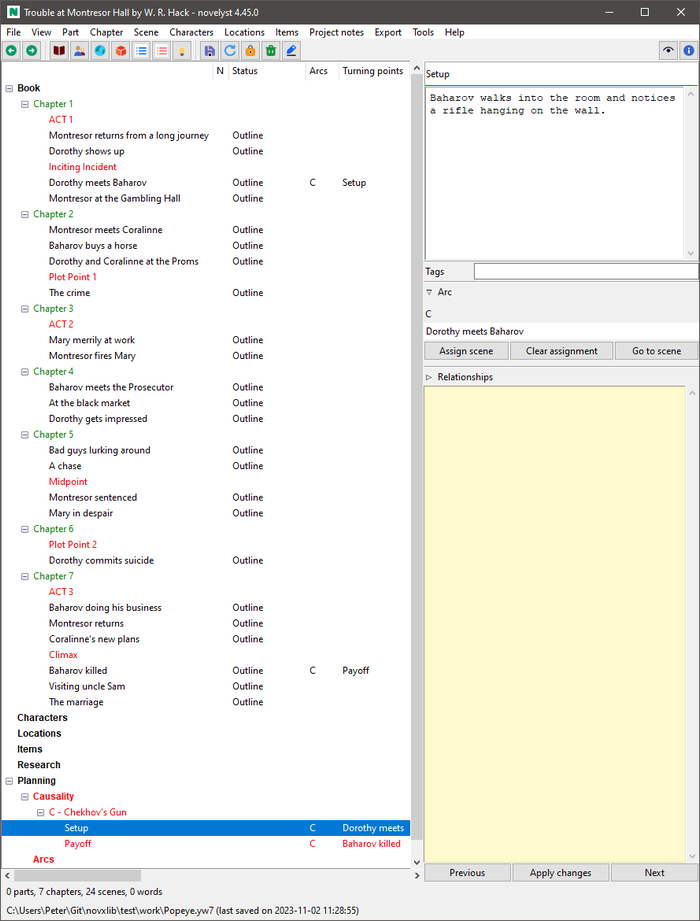 Trouble at Montresor Hall by W. R. Hack - novelyst 4.45.0
File View Part Chapter Scene Characters Locations Items Project notes Export Tools Help
N Status Arcs Turning points
Book
Chapter 1
ACT 1
Montresor returns from a long journey Outline
Dorothy shows up Outline
Inciting Incident
Dorothy meets Baharov Outline C Setup
Montresor at the Gambling Hall Outline
Chapter 2
Montresor meets Coralinne Outline
Baharov buys a horse Outline
Dorothy and Coralinne at the Proms Outline
Plot Point 1
The crime Outline
Chapter 3
ACT 2
Mary merrily at work Outline
Montresor fires Mary Outline
Chapter 4
Baharov meets the Prosecutor Outline
At the black market Outline
Dorothy gets impressed Outline
Chapter 5
Bad guys lurking around Outline
A chase Outline
Midpoint
Montresor sentenced Outline
Mary in despair Outline
Chapter 6
Plot Point 2
Dorothy commits suicide Outline
Chapter 7
ACT 3
Baharov doing his business Outline
Montresor returns Outline
Coralinne's new plans Outline
Climax
Baharov killed Outline C Payoff
Visiting uncle Sam Outline
The marriage Outline
Characters
Locations
Items
Research
Planning
Causality
C - Chekhov's Gun
Setup C Dorothy meets
Payoff C Baharov killed
Arcs
Setup
Baharov walks into the room and notices
a rifle hanging on the wall.
Tags
Arc
C
Dorothy meets Baharov
Assign scene Clear assignment Go to scene
Relationships
Previous Apply changes Next
0 parts, 7 chapters, 24 scenes, 0 words
C:\Users\Peter\Git\novxlib\test\work\Popeye.yw7 (last saved on 2023-11-02 11:28:55)